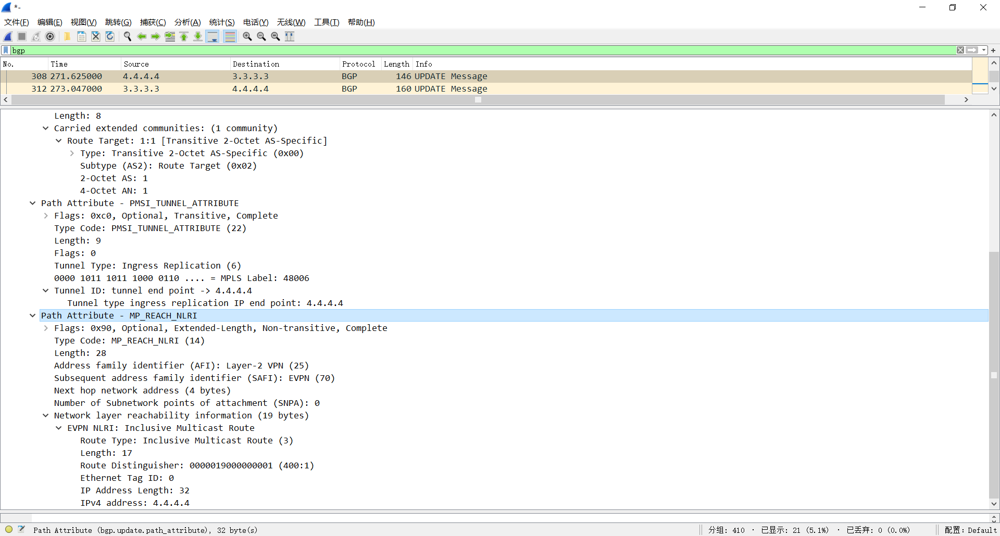 *-
文件(F) 编辑(E) 视图(V) 跳转(G) 捕获(C) 分析(A) 统计(S) 电话(Y) 无线(W) 工具(T) 帮助(H)
bgp
No. Time Source Destination Protocol Length Info
308 271.625000 4.4.4.4 3.3.3.3 BGP 146 UPDATE Message
312 273.047000 3.3.3.3 4.4.4.4 BGP 160 UPDATE Message
Length: 8
Carried extended communities: (1 community)
Route Target: 1:1 [Transitive 2-Octet AS-Specific]
Type: Transitive 2-Octet AS-Specific (0x00)
Subtype (AS2): Route Target (0x02)
2-Octet AS: 1
4-Octet AN: 1
Path Attribute - PMSI_TUNNEL_ATTRIBUTE
Flags: 0xc0, Optional, Transitive, Complete
Type Code: PMSI_TUNNEL_ATTRIBUTE (22)
Length: 9
Flags: 0
Tunnel Type: Ingress Replication (6)
0000 1011 1011 1000 0110 .... = MPLS Label: 48006
Tunnel ID: tunnel end point -> 4.4.4.4
Tunnel type ingress replication IP end point: 4.4.4.4
Path Attribute - MP_REACH_NLRI
Flags: 0x90, Optional, Extended-Length, Non-transitive, Complete
Type Code: MP_REACH_NLRI (14)
Length: 28
Address family identifier (AFI): Layer-2 VPN (25)
Subsequent address family identifier (SAFI): EVPN (70)
Next hop network address (4 bytes)
Number of Subnetwork points of attachment (SNPA): 0
Network layer reachability information (19 bytes)
EVPN NLRI: Inclusive Multicast Route
Route Type: Inclusive Multicast Route (3)
Length: 17
Route Distinguisher: 0000019000000001 (400:1)
Ethernet Tag ID: 0
IP Address Length: 32
IPv4 address: 4.4.4.4
Path Attribute (bgp.update.path_attribute), 32 byte(s) 分组: 410 · 已显示: 21 (5.1%) · 已丢弃: 0 (0.0%) 配置: Default